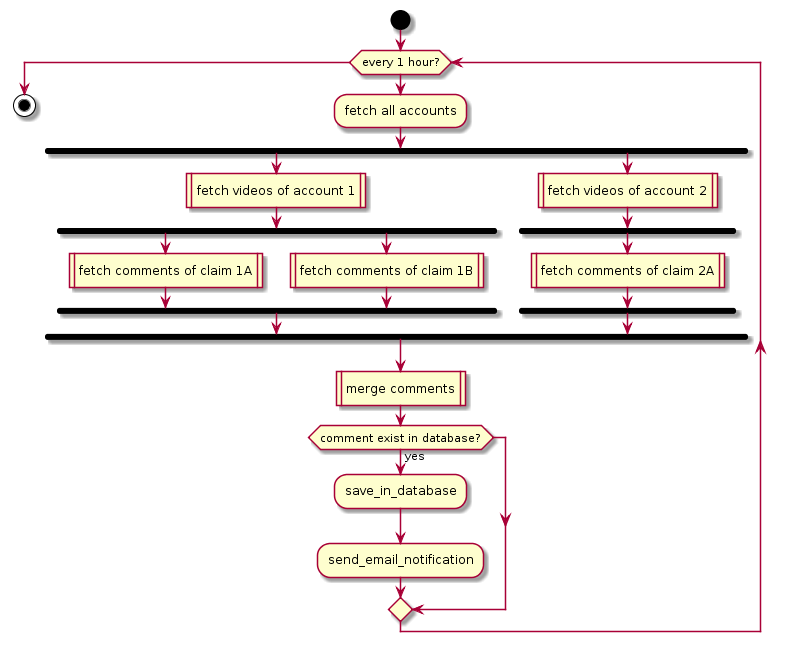 every 1 hour?
fetch all accounts
fetch videos of account 1
fetch videos of account 2
fetch comments of claim 1A
fetch comments of claim 1B
fetch comments of claim 2A
merge comments
comment exist in database?
yes
save_in_database
send_email_notification